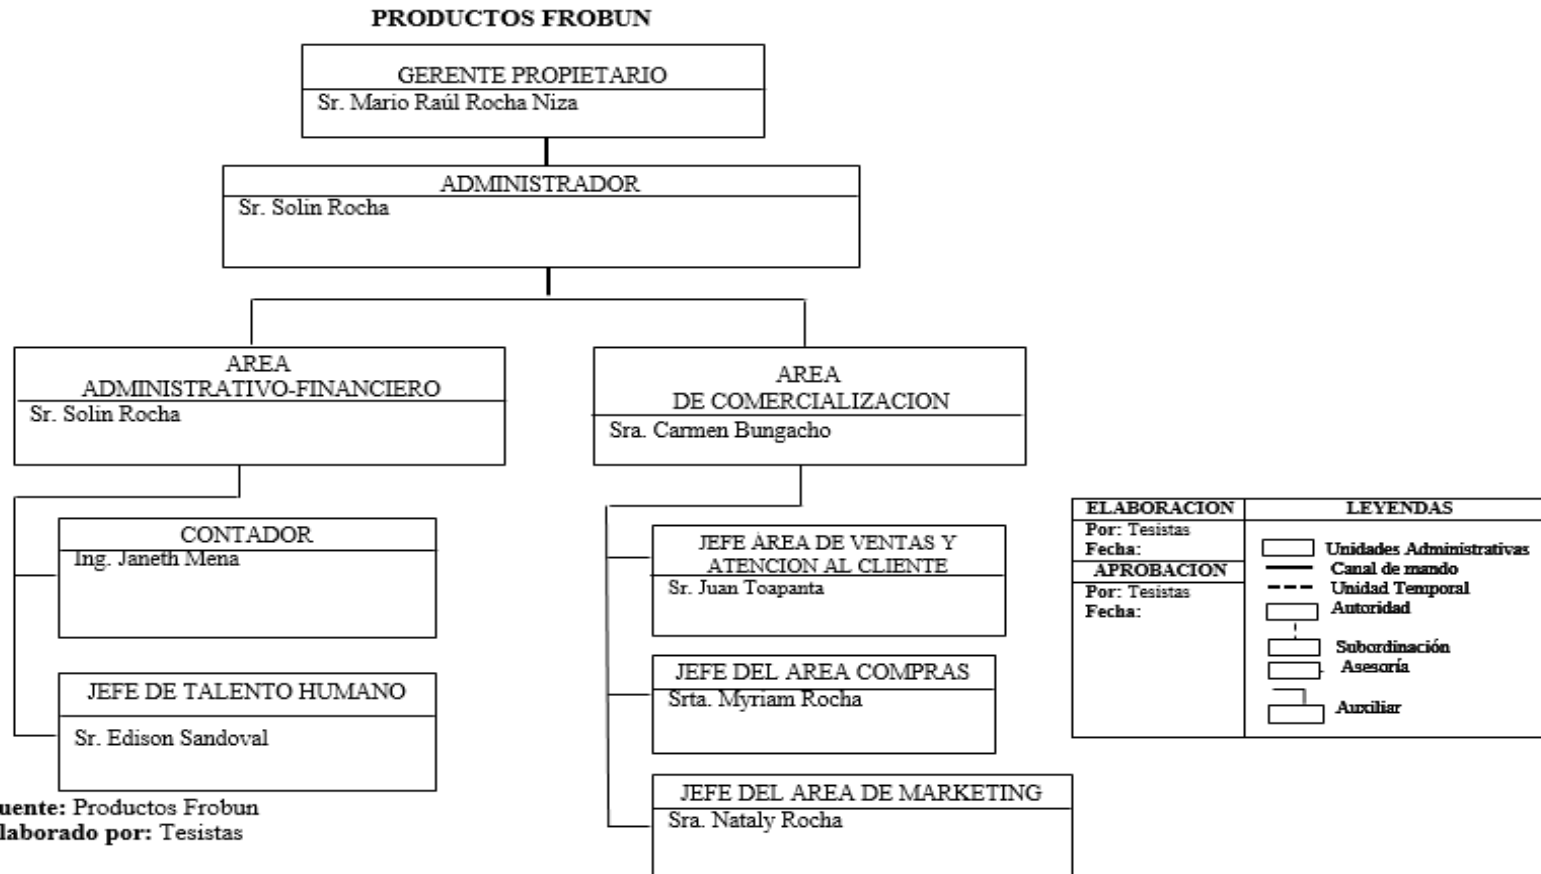 PRODUCTOS FROBUN
GERENTE PROPIETARIO
Sr. Mario Raúl Rocha Niza
ADMINISTRADOR
Sr. Solin Rocha
AREA
ADMINISTRATIVO-FINANCIERO
Sr. Solin Rocha
AREA
DE COMERCIALIZACION
Sra. Carmen Bungacho
CONTADOR
Ing. Janeth Mena
JEFE DE TALENTO HUMANO
Sr. Edison Sandoval
JEFE ÁREA DE VENTAS Y
ATENCION AL CLIENTE
Sr. Juan Toapanta
JEFE DEL AREA COMPRAS
Srta. Myriam Rocha
JEFE DEL AREA DE MARKETING
Sra. Nataly Rocha
ELABORACION
Por: Tesistas
Fecha:
APROBACION
Por: Tesistas
Fecha:
LEYENDAS
Unidades Administrativas
Canal de mando
Unidad Temporal
Autoridad
Subordinación
Asesoría
Auxiliar
uente: Productos Frobun
laborado por: Tesistas